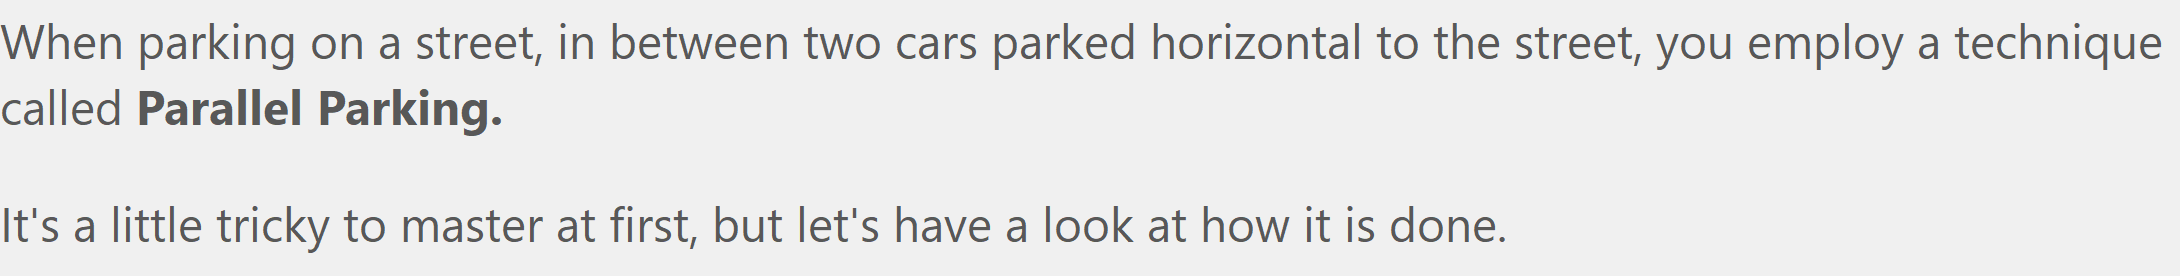 When parking on a street, in between two cars parked horizontal to the street, you employ a technique
called Parallel Parking.
It's a little tricky to master at first, but let's have a look at how it is done.